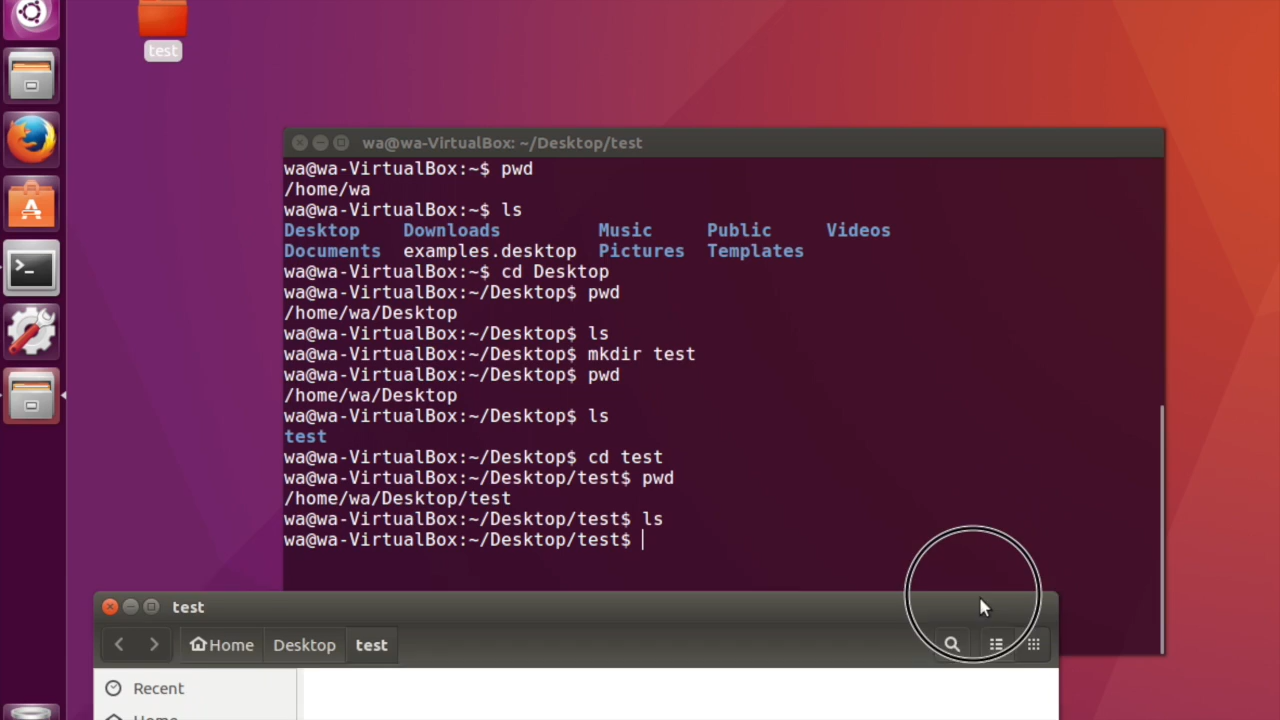 test
wa@wa-VirtualBox: ~/Desktop/test
wa@wa-VirtualBox:~$ pwd
/home/wa
wa@wa-VirtualBox:~$ ls
Desktop    Downloads         Music     Public     Videos
Documents  examples.desktop  Pictures  Templates
wa@wa-VirtualBox:~$ cd Desktop
wa@wa-VirtualBox:~/Desktop$ pwd
/home/wa/Desktop
wa@wa-VirtualBox:~/Desktop$ ls
wa@wa-VirtualBox:~/Desktop$ mkdir test
wa@wa-VirtualBox:~/Desktop$ pwd
/home/wa/Desktop
wa@wa-VirtualBox:~/Desktop$ ls
test
wa@wa-VirtualBox:~/Desktop$ cd test
wa@wa-VirtualBox:~/Desktop/test$ pwd
/home/wa/Desktop/test
wa@wa-VirtualBox:~/Desktop/test$ ls
wa@wa-VirtualBox:~/Desktop/test$
test
Home Desktop test
Recent
Home